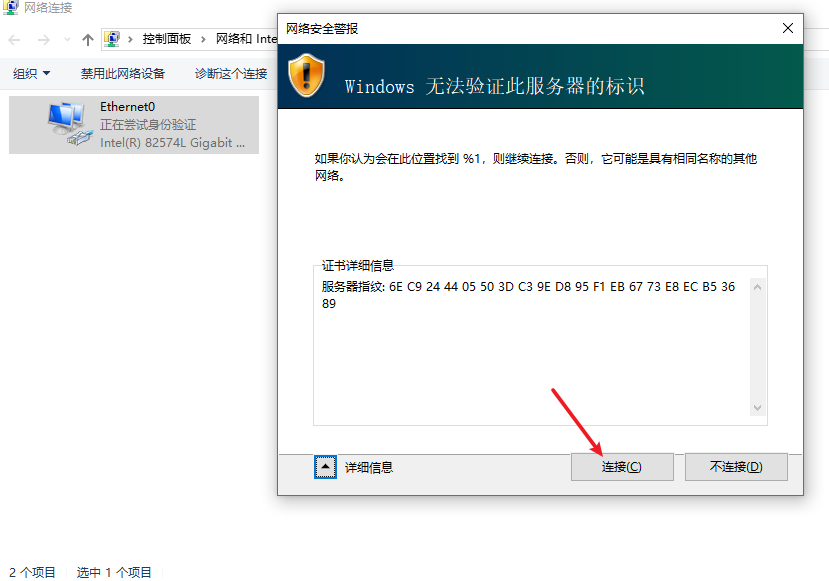 网络连接
控制面板 › 网络和 Inte
组织
禁用此网络设备
诊断这个连接
Ethernet0
正在尝试身份验证
Intel(R) 82574L Gigabit ...
网络安全警报
Windows 无法验证此服务器的标识
如果你认为会在此位置找到 %1，则继续连接。否则，它可能是具有相同名称的其他
网络。
证书详细信息
服务器指纹: 6E C9 24 44 05 50 3D C3 9E D8 95 F1 EB 67 73 E8 EC B5 36
89
详细信息
连接(C)
不连接(D)
2 个项目
选中 1 个项目